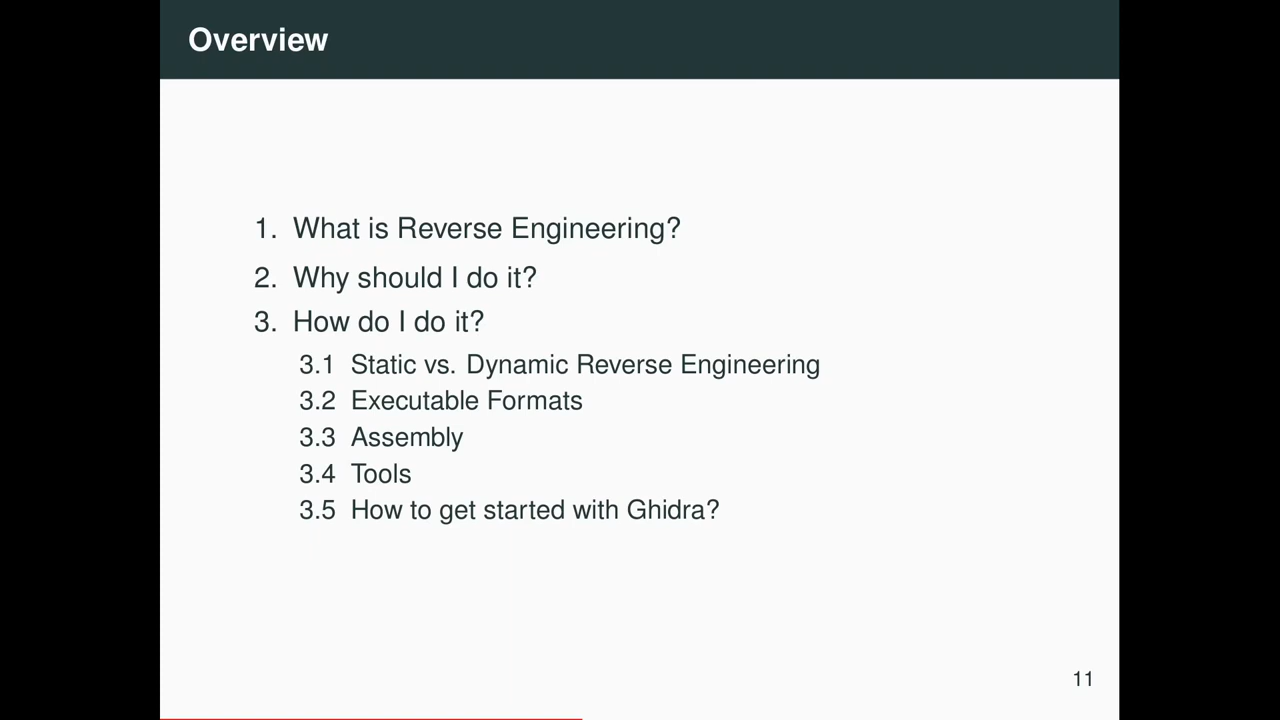 Overview
1. What is Reverse Engineering?
2. Why should I do it?
3. How do I do it?
3.1 Static vs. Dynamic Reverse Engineering
3.2 Executable Formats
3.3 Assembly
3.4 Tools
3.5 How to get started with Ghidra?
11